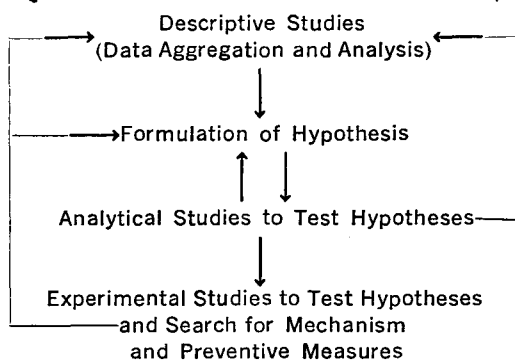 Descriptive Studies
(Data Aggregation and Analysis)
Formulation of Hypothesis
Analytical Studies to Test Hypotheses
Experimental Studies to Test Hypotheses
and Search for Mechanism
and Preventive Measures